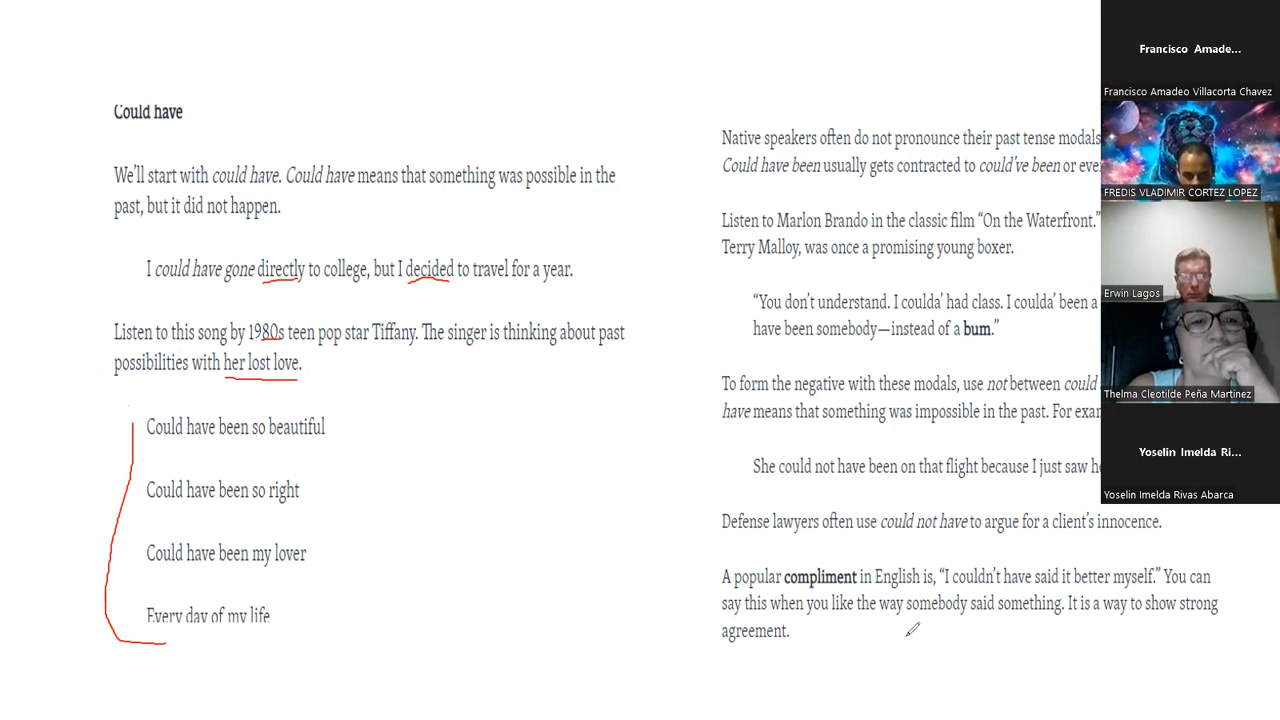 Could have
We'll start with could have. Could have means that something was possible in the
past, but it did not happen.
I could have gone directly to college, but I decided to travel for a year.
Listen to this song by 1980s teen pop star Tiffany. The singer is thinking about past
possibilities with her lost love.
Could have been so beautiful
Could have been so right
Could have been my lover
Every day of my life
Native speakers often do not pronounce their past tense modals
Could have been usually gets contracted to could've been or
Listen to Marlon Brando in the classic film “On the Waterfront.”
Terry Malloy, was once a promising young boxer.
“You don't understand. I coulda' had class. I coulda' been a
have been somebody—instead of a bum.”
To form the negative with these modals, use not between could
have means that something was impossible in the past. For
She could not have been on that flight because I just saw
Defense lawyers often use could not have to argue for a client's innocence.
A popular compliment in English is, “I couldn't have said it better myself.” You can
say this when you like the way somebody said something. It is a way to show strong
agreement.
Francisco Amade...
Francisco Amadeo Villacorta Chavez
FREDIS VLADIMIR CORTEZ LOPEZ
Erwin Lagos
Thelma Cleotilde Peña Martinez
Yoselin Imelda Ri...
Yoselin Imelda Rivas Abarca